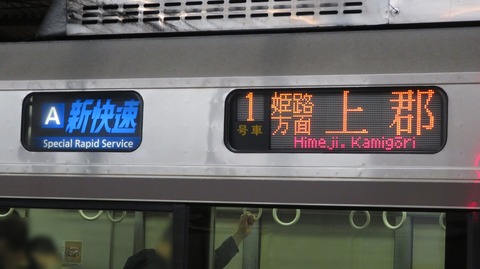 A 新快速
Special Rapid Service
1 号車
姫路方面 上郡
Himeji. Kamigōri